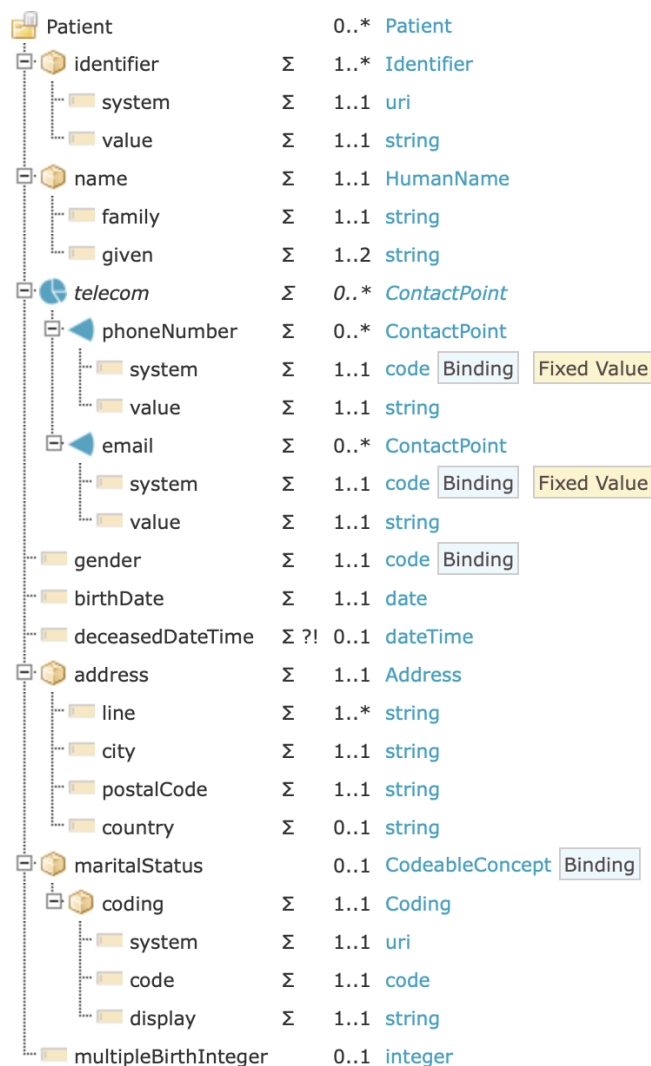 Patient 0..* Patient
identifier Σ 1..* Identifier
system Σ 1..1 uri
value Σ 1..1 string
name Σ 1..1 HumanName
family Σ 1..1 string
given Σ 1..2 string
telecom Σ 0..* ContactPoint
phoneNumber Σ 0..* ContactPoint
system Σ 1..1 code Binding Fixed Value
value Σ 1..1 string
email Σ 0..* ContactPoint
system Σ 1..1 code Binding Fixed Value
value Σ 1..1 string
gender Σ 1..1 code Binding
birthDate Σ 1..1 date
deceasedDateTime Σ ?! 0..1 dateTime
address Σ 1..1 Address
line Σ 1..* string
city Σ 1..1 string
postalCode Σ 1..1 string
country Σ 0..1 string
maritalStatus 0..1 CodeableConcept Binding
coding Σ 1..1 Coding
system Σ 1..1 uri
code Σ 1..1 code
display Σ 1..1 string
multipleBirthInteger 0..1 integer